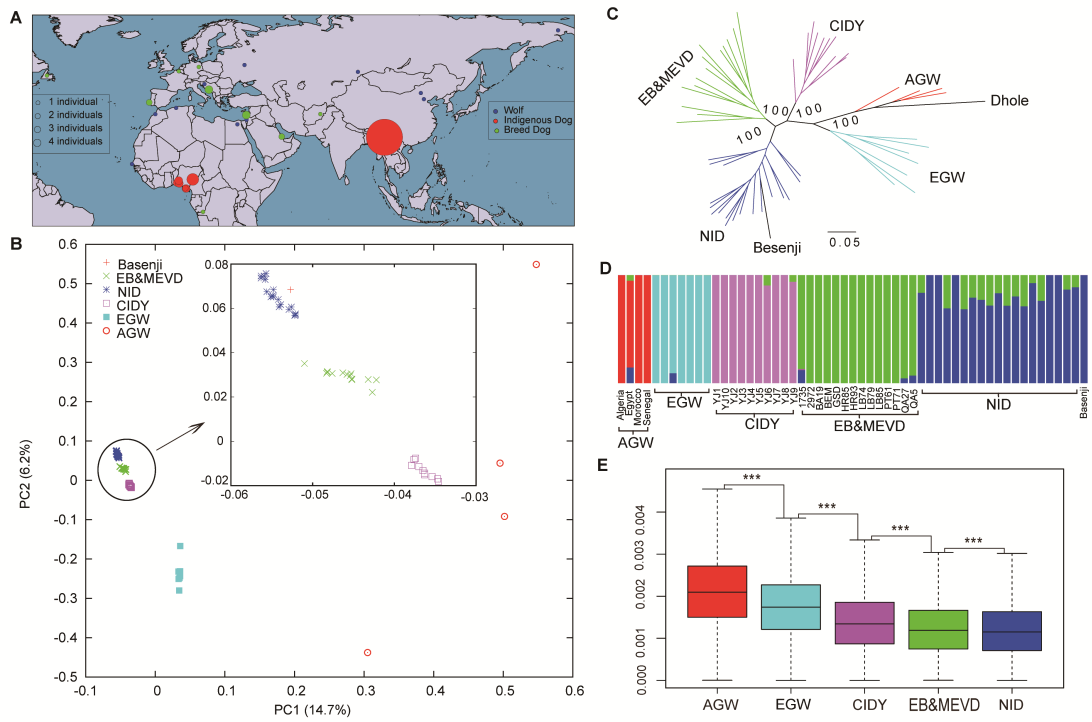 A
1 individual
2 individuals
3 individuals
4 individuals
Wolf
Indigenous Dog
Breed Dog
B
0.6
0.5
0.4
0.3
0.2
0.1
0
-0.1
-0.2
-0.3
-0.4
-0.5
PC2 (6.2%)
-0.1
0
0.1
0.2
0.3
0.4
0.5
0.6
PC1 (14.7%)
Basenji
EB&MEVD
NID
CIDY
EGW
AGW
0.08
0.06
0.04
0.02
0
-0.02
-0.06
-0.05
-0.04
-0.03
C
CIDY
EB&MEVD
AGW
Dhole
100
100
100
100
EGW
NID
Besenji
0.05
D
Algeria
Egypt
Morocco
Senegal
AGW
EGW
YJ1
YJ10
YJ2
YJ3
YJ4
YJ5
YJ6
YJ7
YJ8
YJ9
CIDY
1735
2972
BA19
BEMI
GSD
HR85
HR93
LB74
LB79
LB85
PT61
PT71
QA27
QA5
EB&MEVD
NID
Basenji
E
0.004
0.003
0.002
0.001
0.000
***
***
***
***
AGW
EGW
CIDY
EB&MEVD
NID